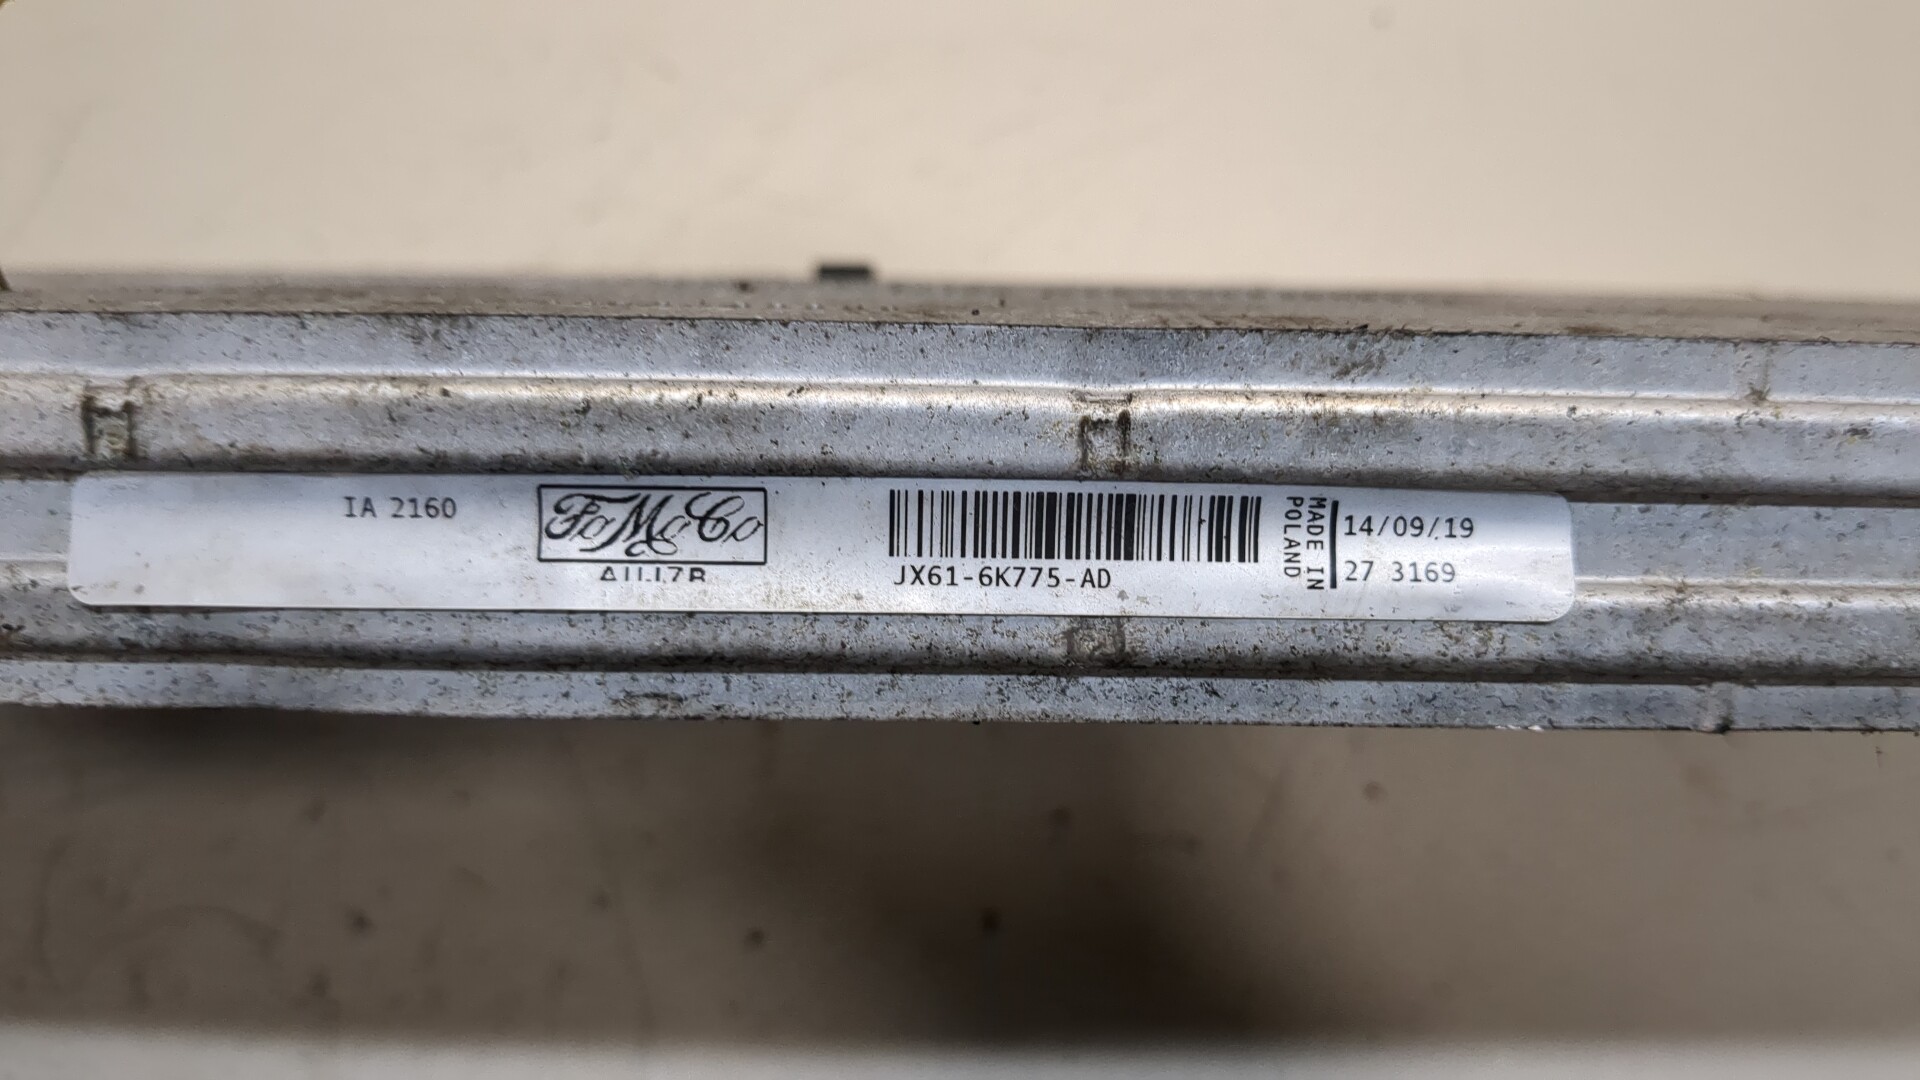 IA 2160
FoMoCo
JX61-6K775-AD
MADE IN
POLAND
14/09/19
27 3169